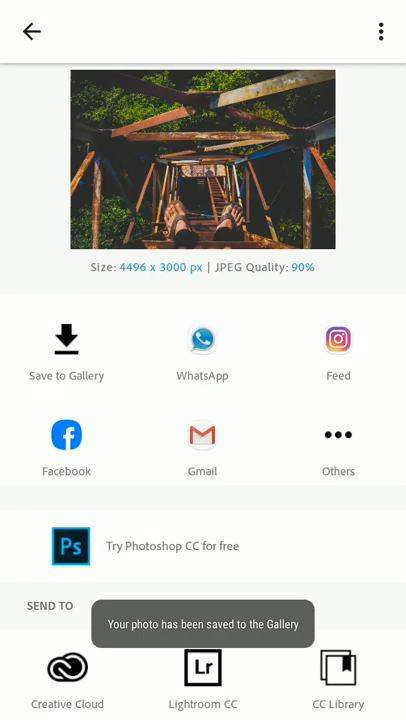 Size: 4496 x 3000 px | JPEG Quality: 90%
Save to Gallery
WhatsApp
Feed
Facebook
Gmail
Others
Ps
Try Photoshop CC for free
SEND TO
Your photo has been saved to the Gallery
Lr
Creative Cloud
Lightroom CC
CC Library